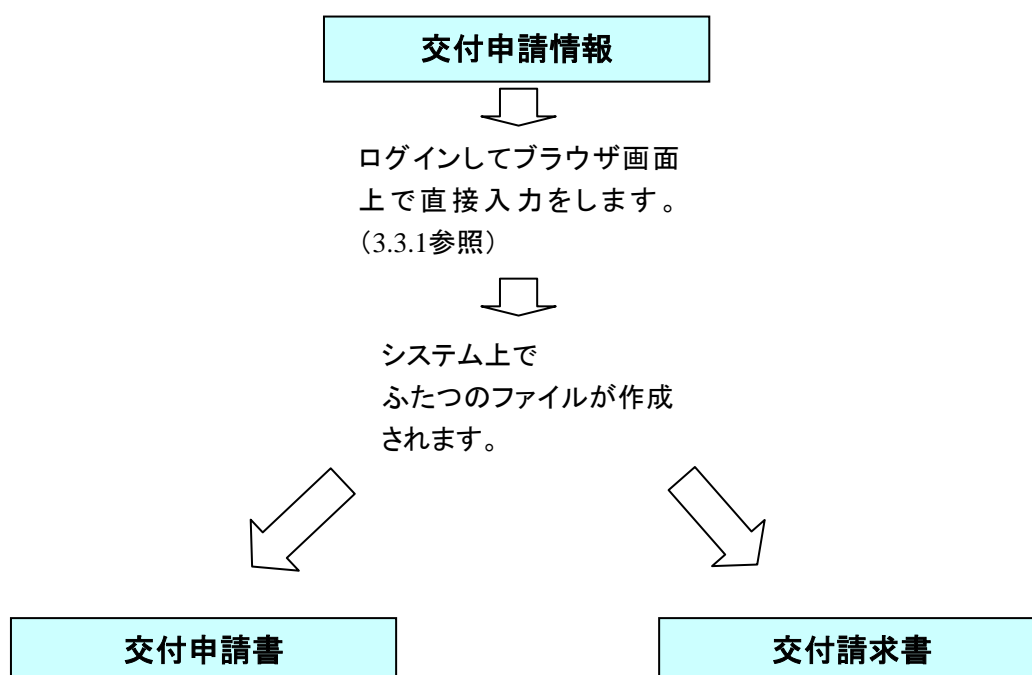 交付申請情報
ログインしてブラウザ画面
上で直接入力をします。
（3.3.1参照）
システム上で
ふたつのファイルが作成
されます。
交付申請書
交付請求書